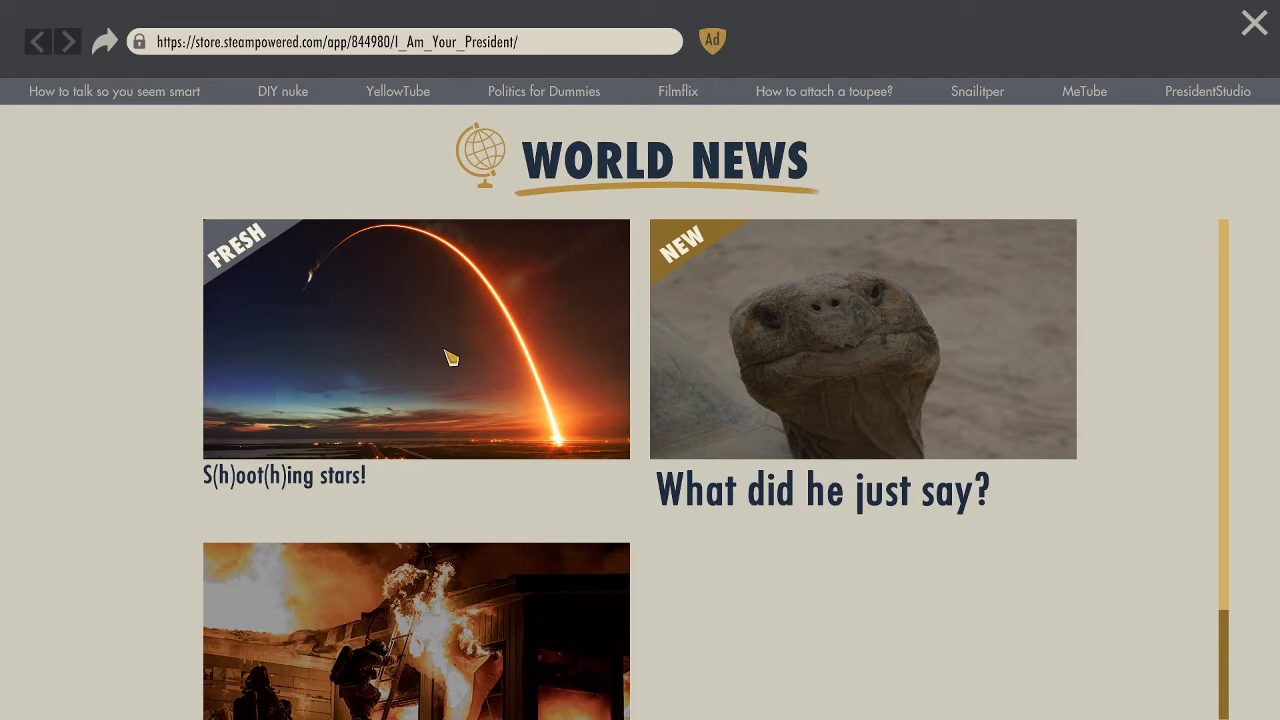 https://store.steampowered.com/app/844980/I_Am_Your_President/
Ad
How to talk so you seem smart
DIY nuke
YellowTube
Politics for Dummies
Filmflix
How to attach a toupee?
Snailitper
MeTube
PresidentStudio
WORLD NEWS
FRESH
NEW
S(h)oot(h)ing stars!
What did he just say?